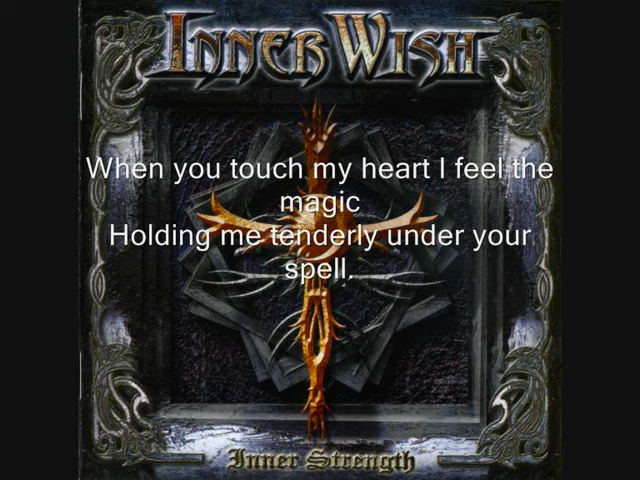 INNERWISH
When you touch my heart I feel the
magic
Holding me tenderly under your
spell.
Inner Strength